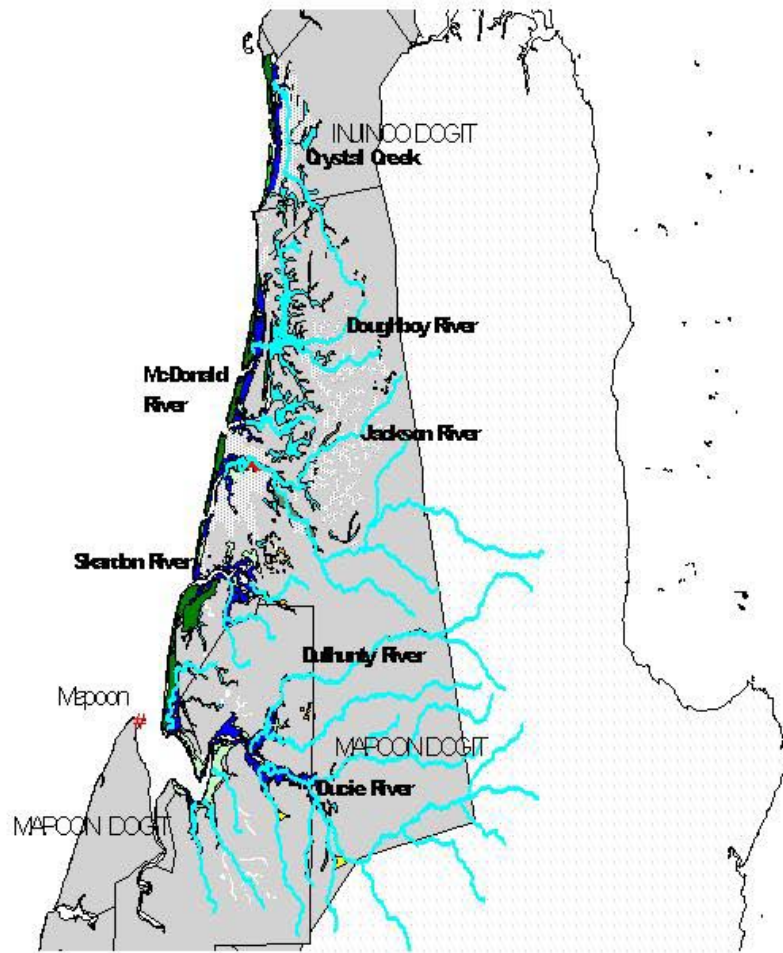 INJINOO DOGIT
Crystal Creek
Doughboy River
McDonald
River
Jackson River
Skardon River
Dulhunty River
Mapoon
#
MAPOON DOGIT
Ducie River
MAPOON DOGIT